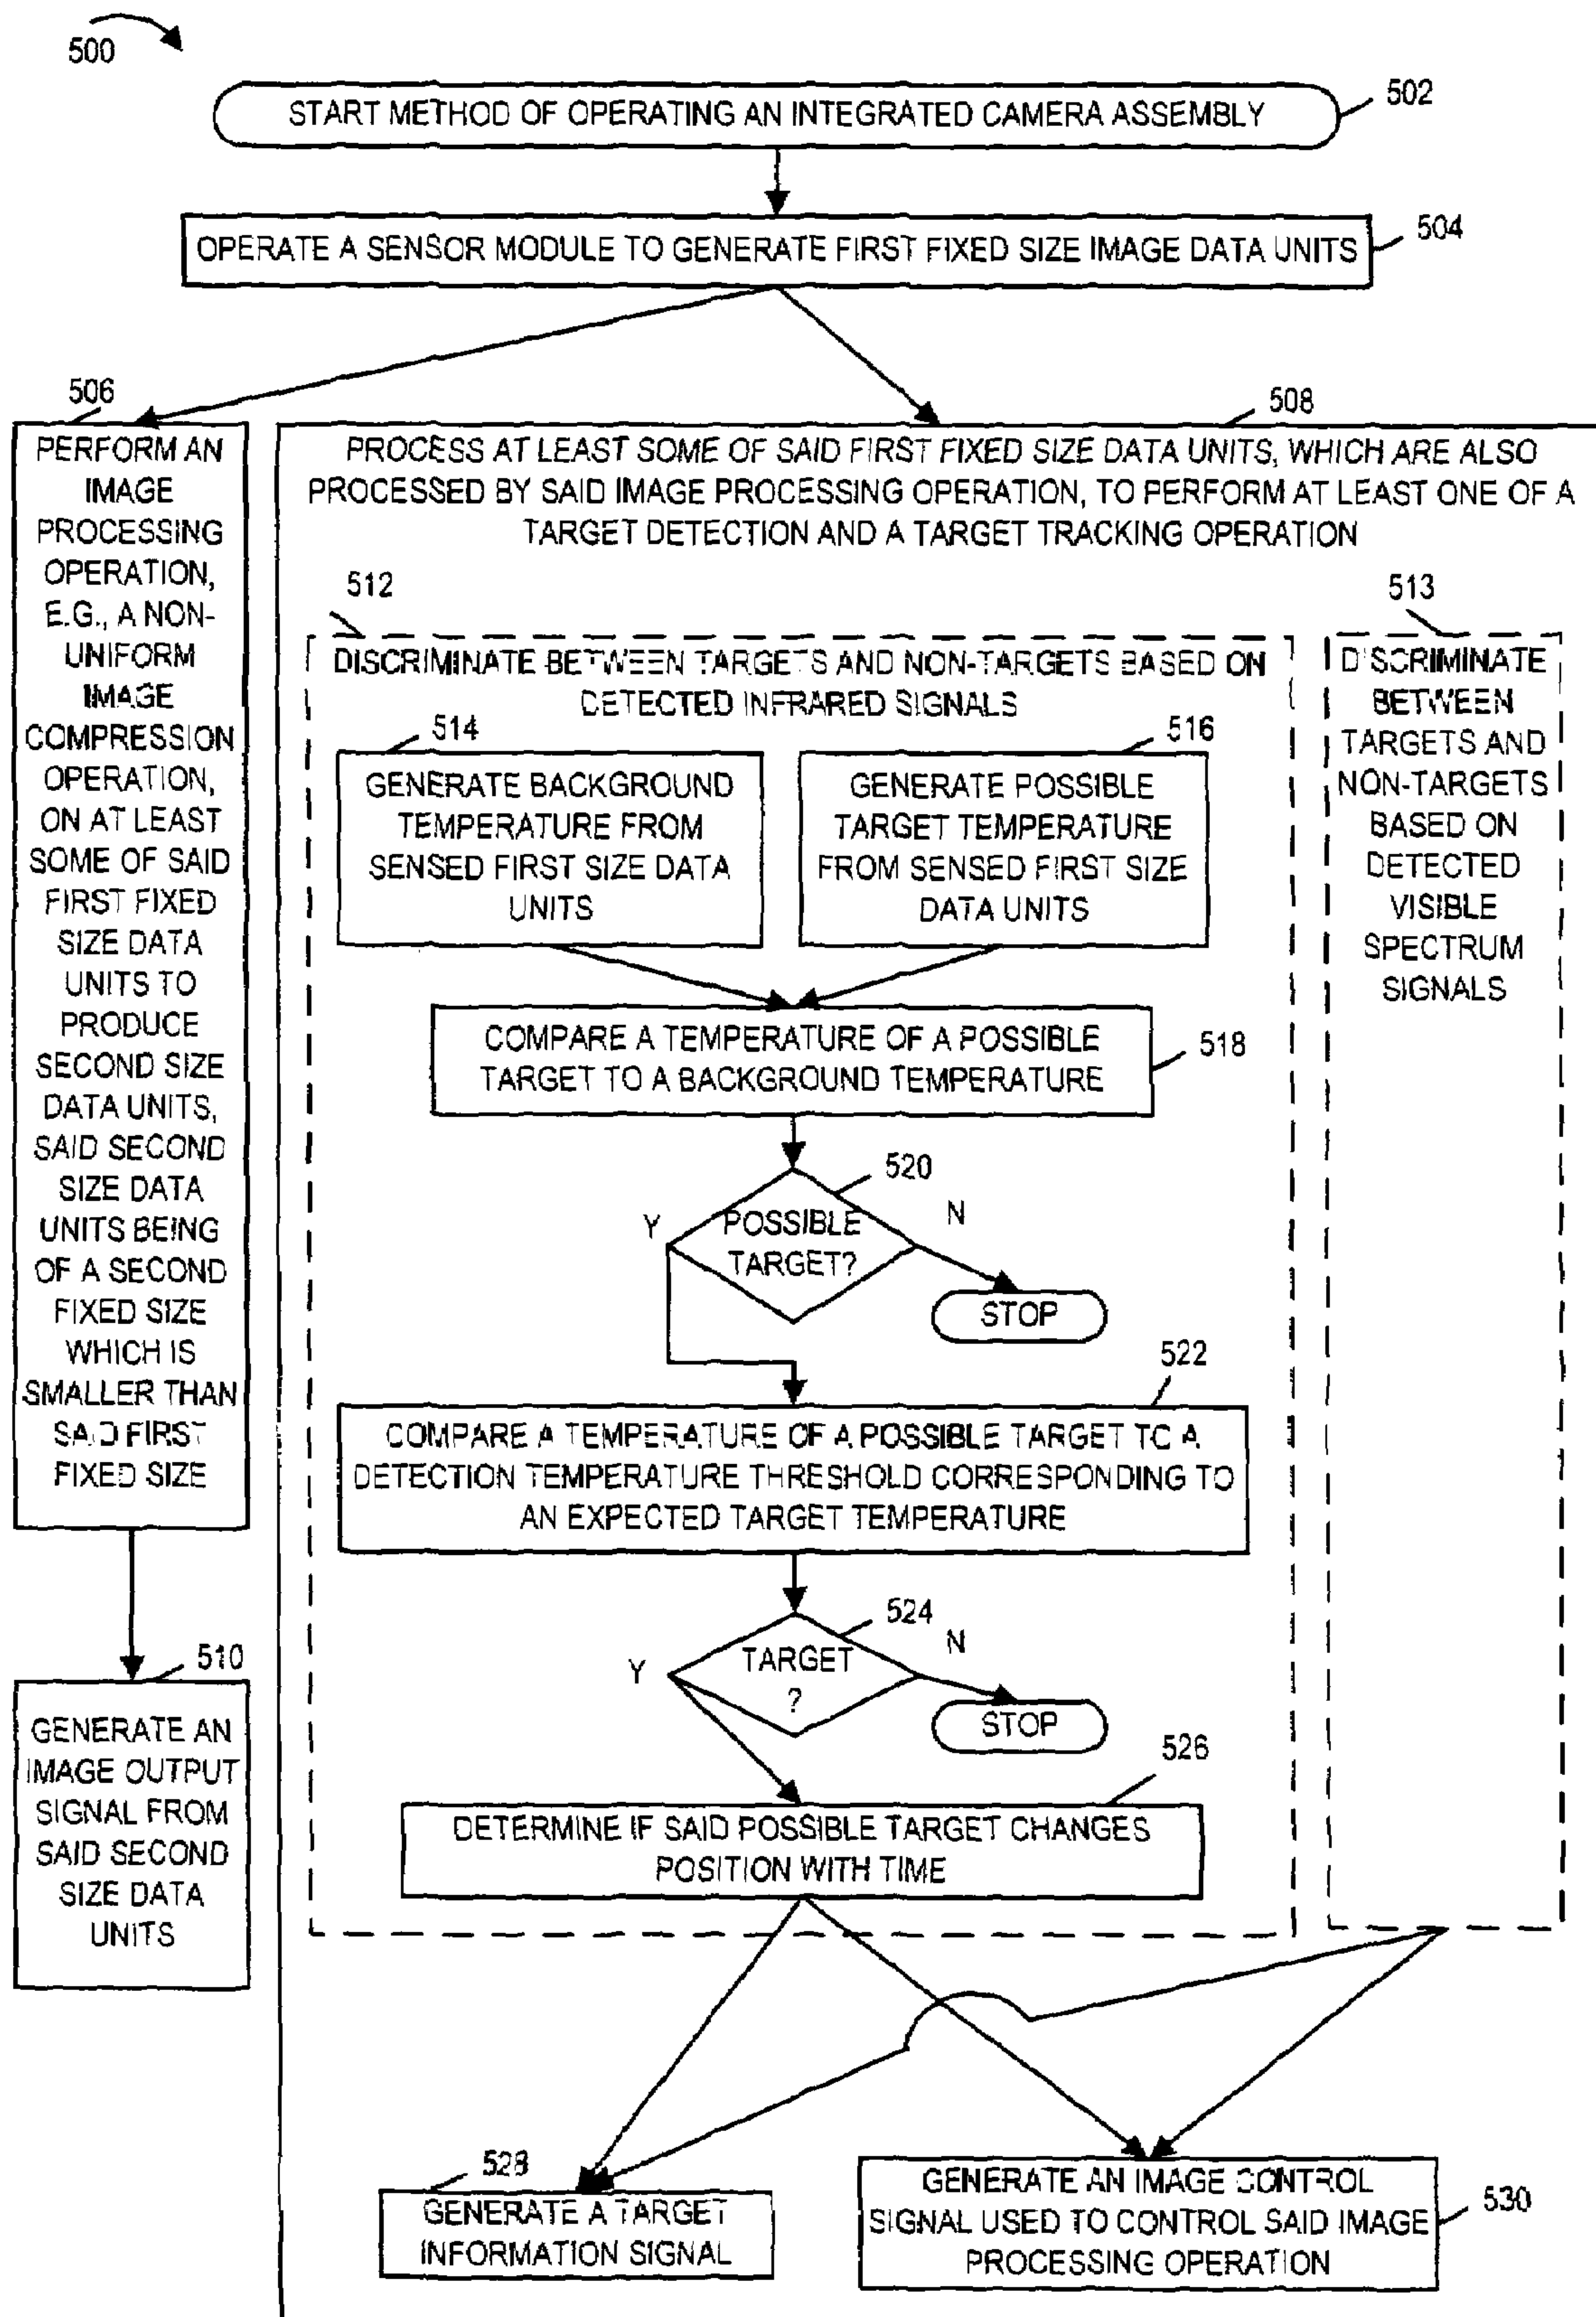 500
START METHOD OF OPERATING AN INTEGRATED CAMERA ASSEMBLY
502
OPERATE A SENSOR MODULE TO GENERATE FIRST FIXED SIZE IMAGE DATA UNITS
504
506
PERFORM AN
IMAGE
PROCESSING
OPERATION,
E.G., A NON-
UNIFORM
IMAGE
COMPRESSION
OPERATION,
ON AT LEAST
SOME OF SAID
FIRST FIXED
SIZE DATA
UNITS TO
PRODUCE
SECOND SIZE
DATA UNITS,
SAID SECOND
SIZE DATA
UNITS BEING
OF A SECOND
FIXED SIZE
WHICH IS
SMALLER THAN
SAID FIRST
FIXED SIZE
510
GENERATE AN
IMAGE OUTPUT
SIGNAL FROM
SAID SECOND
SIZE DATA
UNITS
508
PROCESS AT LEAST SOME OF SAID FIRST FIXED SIZE DATA UNITS, WHICH ARE ALSO
PROCESSED BY SAID IMAGE PROCESSING OPERATION, TO PERFORM AT LEAST ONE OF A
TARGET DETECTION AND A TARGET TRACKING OPERATION
512
DISCRIMINATE BETWEEN TARGETS AND NON-TARGETS BASED ON
DETECTED INFRARED SIGNALS
514
GENERATE BACKGROUND
TEMPERATURE FROM
SENSED FIRST SIZE DATA
UNITS
516
GENERATE POSSIBLE
TARGET TEMPERATURE
FROM SENSED FIRST SIZE
DATA UNITS
COMPARE A TEMPERATURE OF A POSSIBLE
TARGET TO A BACKGROUND TEMPERATURE
518
520
Y
POSSIBLE
TARGET?
N
STOP
522
COMPARE A TEMPERATURE OF A POSSIBLE TARGET TO A
DETECTION TEMPERATURE THRESHOLD CORRESPONDING TO
AN EXPECTED TARGET TEMPERATURE
524
Y
TARGET
?
N
STOP
526
DETERMINE IF SAID POSSIBLE TARGET CHANGES
POSITION WITH TIME
513
DISCRIMINATE
BETWEEN
TARGETS AND
NON-TARGETS
BASED ON
DETECTED
VISIBLE
SPECTRUM
SIGNALS
528
GENERATE A TARGET
INFORMATION SIGNAL
GENERATE AN IMAGE CONTROL
SIGNAL USED TO CONTROL SAID IMAGE
PROCESSING OPERATION
530